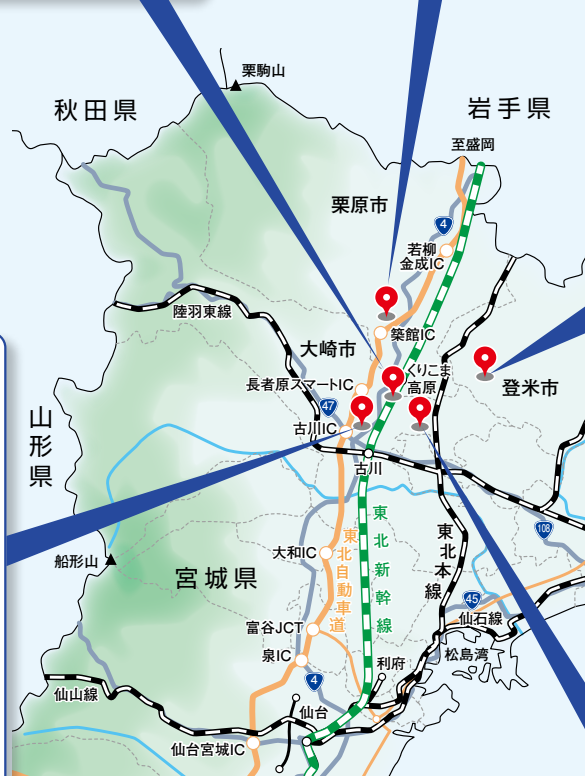 栗駒山
秋田県
岩手県
至盛岡
栗原市
4
若柳
金成IC
陸羽東線
築館IC
大崎市
くりこま
高原
長者原スマートIC
登米市
47
古川IC
山形県
古川
東北新幹線
東北本線
108
東北自動車道
大和IC
船形山
宮城県
45
仙石線
富谷JCT
松島湾
泉IC
利府
4
仙山線
仙台
仙台宮城IC